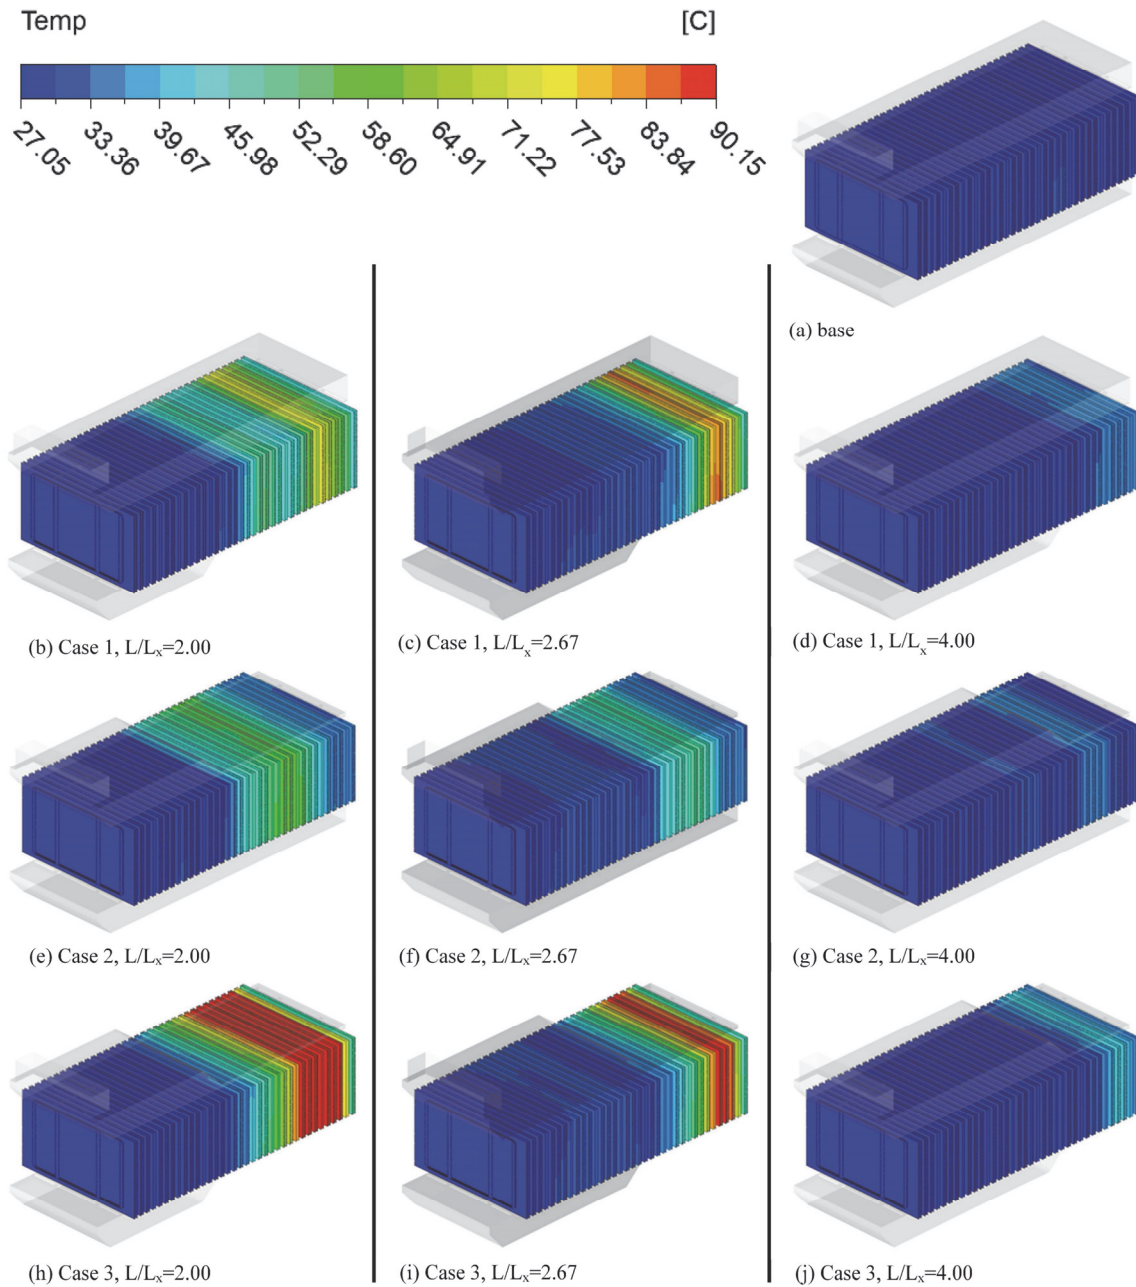 Temp [C]
27.05 33.36 39.67 45.98 52.29 58.60 64.91 71.22 77.53 83.84 90.15
(a) base
(b) Case 1, L/Lₓ=2.00
(c) Case 1, L/Lₓ=2.67
(d) Case 1, L/Lₓ=4.00
(e) Case 2, L/Lₓ=2.00
(f) Case 2, L/Lₓ=2.67
(g) Case 2, L/Lₓ=4.00
(h) Case 3, L/Lₓ=2.00
(i) Case 3, L/Lₓ=2.67
(j) Case 3, L/Lₓ=4.00